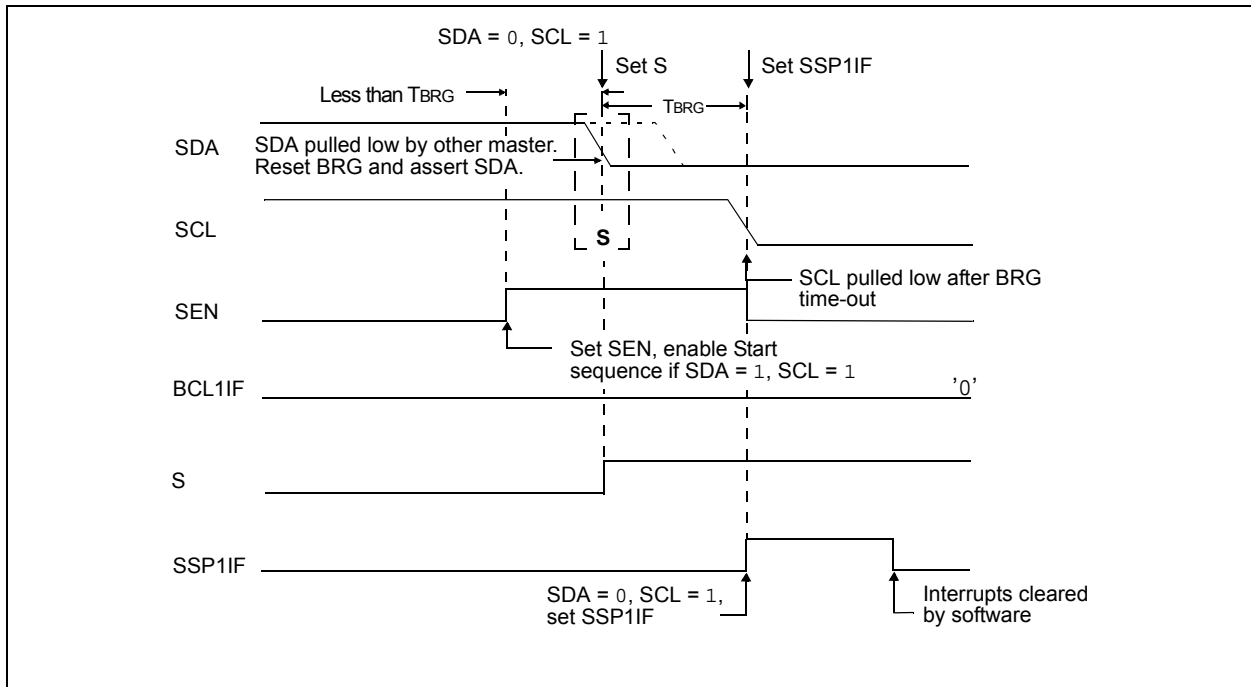 SDA = 0, SCL = 1
Set S
Set SSP1IF
Less than TBRG
TBRG
SDA
SDA pulled low by other master.
Reset BRG and assert SDA.
SCL
S
SCL pulled low after BRG
time-out
SEN
Set SEN, enable Start
sequence if SDA = 1, SCL = 1
BCL1IF
'0'
S
SSP1IF
SDA = 0, SCL = 1,
set SSP1IF
Interrupts cleared
by software